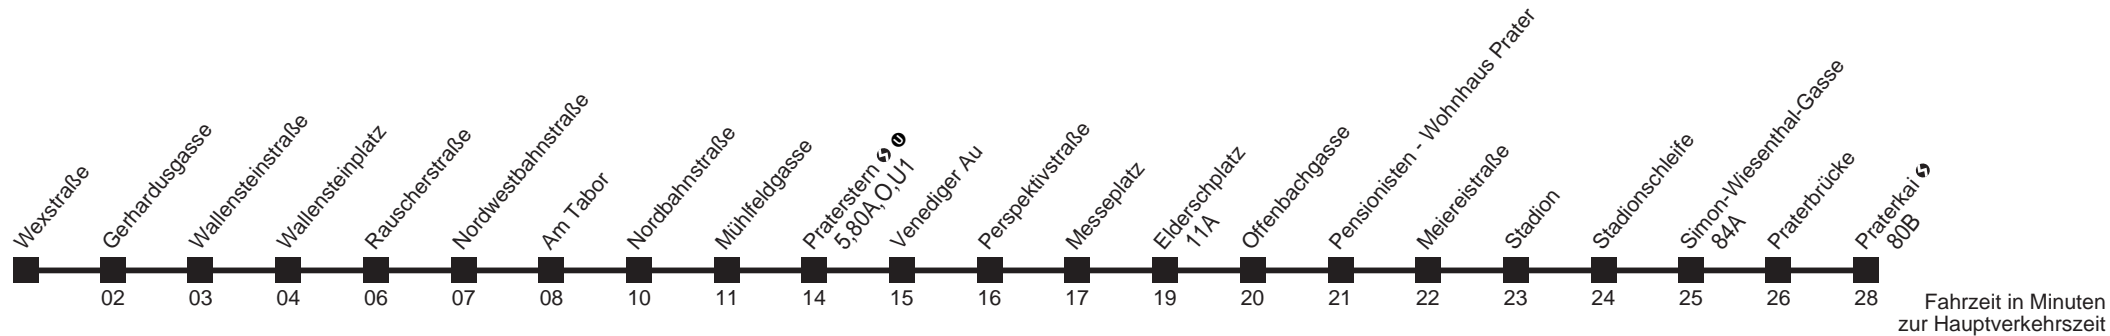 Wexstraße
Gerhardusgasse
Wallensteinstraße
Wallensteinplatz
Rauscherstraße
Nordwestbahnstraße
Am Tabor
Nordbahnstraße
Mühlfeldgasse
Praterstern S U
5,80A,O,U1
Venediger Au
Perspektivstraße
Messeplatz
Elderschplatz
11A
Offenbachgasse
Pensionisten - Wohnhaus Prater
Meiereistraße
Stadion
Stadionschleife
Simon-Wiesenthal-Gasse
84A
Praterbrücke
Praterkai S
80B
02 03 04 06 07 08 10 11 14 15 16 17 19 20 21 22 23 24 25 26 28
Fahrzeit in Minuten
zur Hauptverkehrszeit